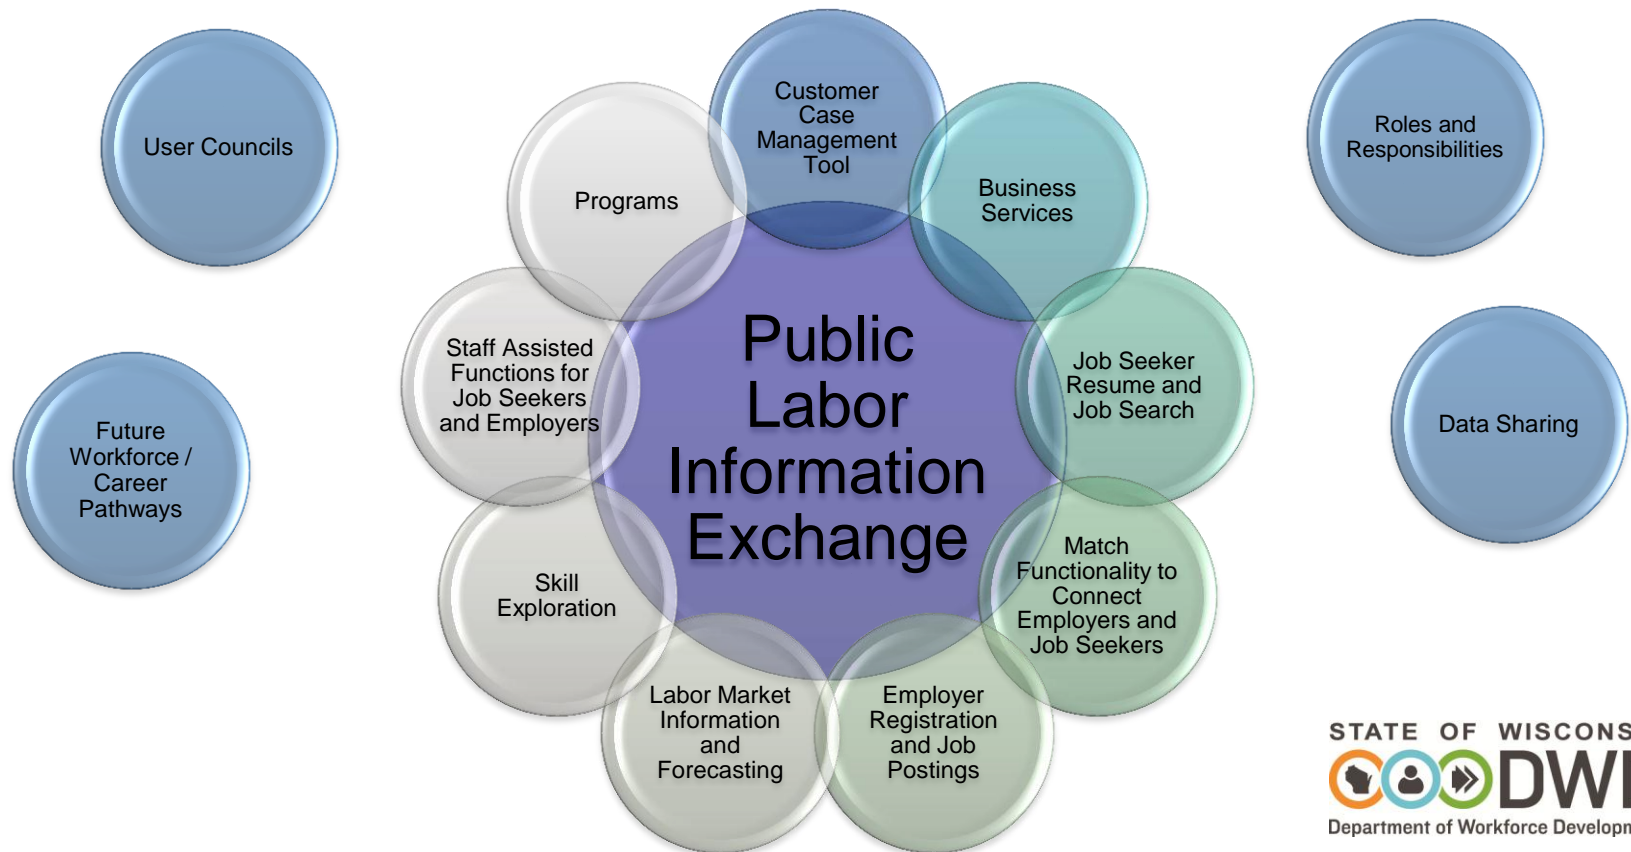 User Councils
Future
Workforce /
Career
Pathways
Customer
Case
Management
Tool
Business
Services
Job Seeker
Resume and
Job Search
Match
Functionality to
Connect
Employers and
Job Seekers
Employer
Registration
and Job
Postings
Labor Market
Information
and
Forecasting
Skill
Exploration
Staff Assisted
Functions for
Job Seekers
and Employers
Programs
Public
Labor
Information
Exchange
Roles and
Responsibilities
Data Sharing
STATE OF WISCONS
DWD
Department of Workforce Developm